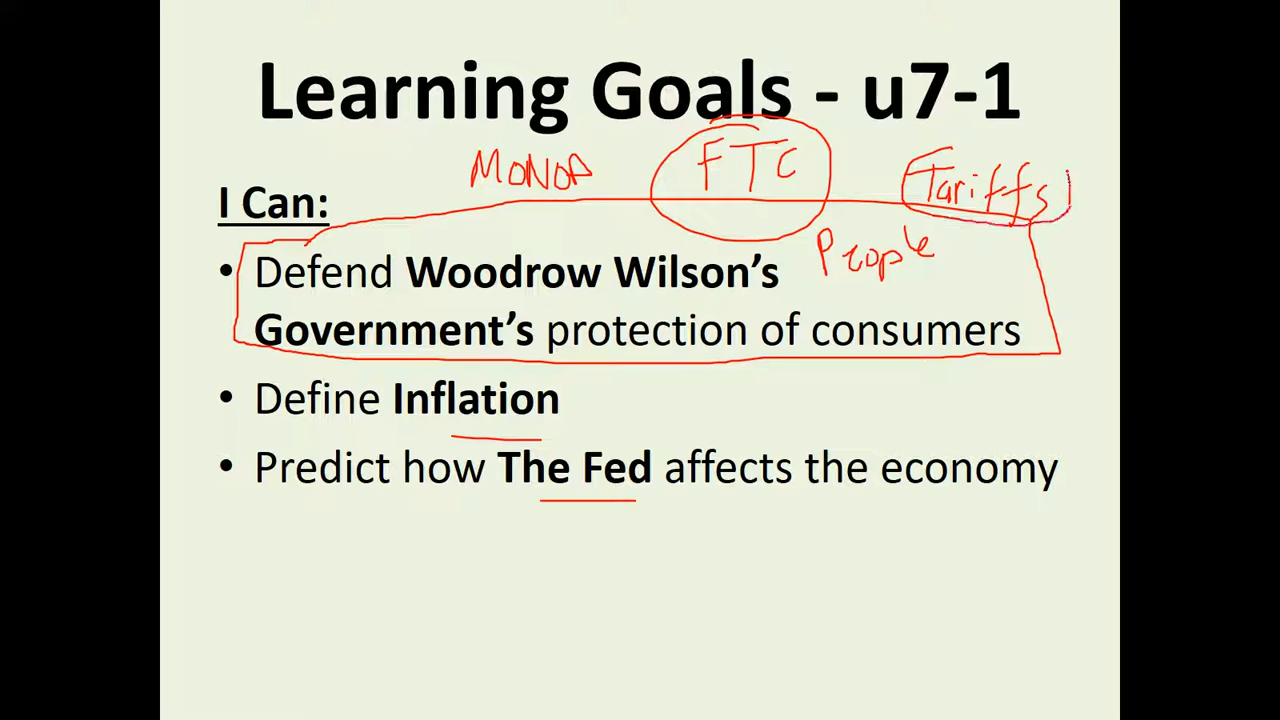 Learning Goals - u7-1
MONOP
FTC
Tariffs
I Can:
People
• Defend Woodrow Wilson's
Government's protection of consumers
• Define Inflation
• Predict how The Fed affects the economy